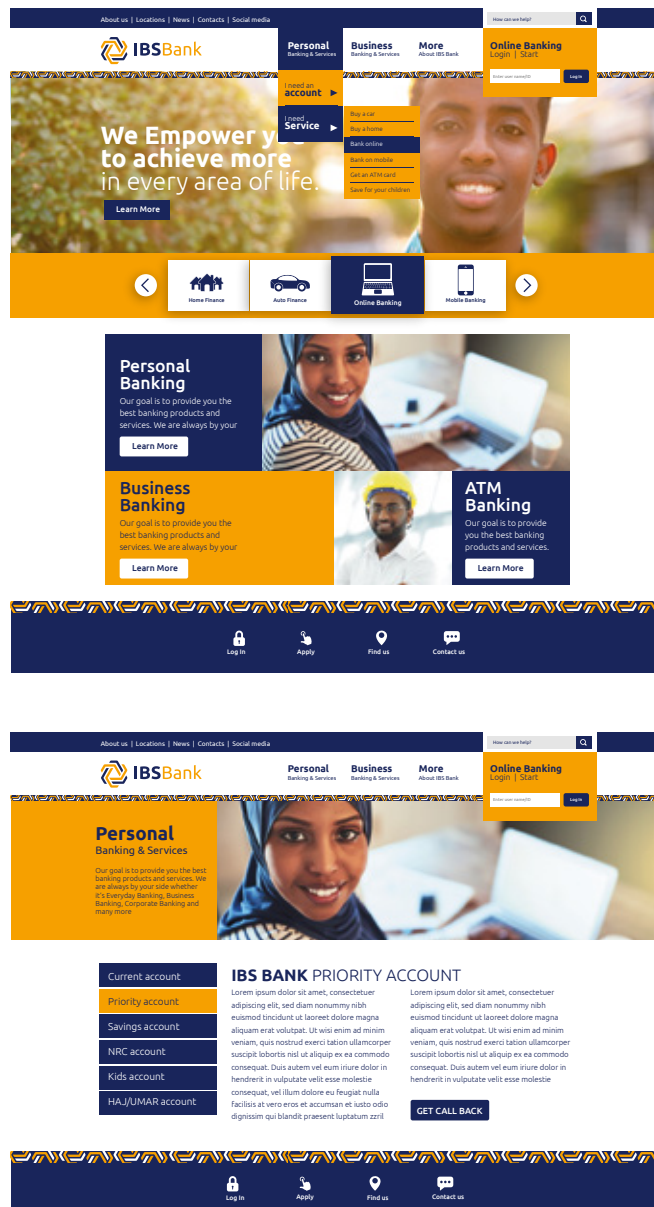 About us | Locations | News | Contacts | Social media
How can we help?
IBSBank
Personal
Banking & Services
Business
Banking & Services
More
About IBS Bank
Online Banking
Login | Start
Enter user name/ID
Log In
I need an
account
I need
Service
Buy a car
Buy a home
Bank online
Bank on mobile
Get an ATM card
Save for your children
We Empower you
to achieve more
in every area of life.
Learn More
Home Finance
Auto Finance
Online Banking
Mobile Banking
Personal
Banking
Our goal is to provide you the
best banking products and
services. We are always by your
Learn More
Business
Banking
Our goal is to provide you the
best banking products and
services. We are always by your
Learn More
ATM
Banking
Our goal is to provide
you the best banking
products and services.
Learn More
Log In
Apply
Find us
Contact us
About us | Locations | News | Contacts | Social media
How can we help?
IBSBank
Personal
Banking & Services
Business
Banking & Services
More
About IBS Bank
Online Banking
Login | Start
Enter user name/ID
Log In
Personal
Banking & Services
Our goal is to provide you the best
banking products and services. We
are always by your side whether
it's Everyday Banking, Business
Banking, Corporate Banking and
many more
Current account
Priority account
Savings account
NRC account
Kids account
HAJ/UMAR account
IBS BANK PRIORITY ACCOUNT
Lorem ipsum dolor sit amet, consectetuer
adipiscing elit, sed diam nonummy nibh
euismod tincidunt ut laoreet dolore magna
aliquam erat volutpat. Ut wisi enim ad minim
veniam, quis nostrud exerci tation ullamcorper
suscipit lobortis nisl ut aliquip ex ea commodo
consequat. Duis autem vel eum iriure dolor in
hendrerit in vulputate velit esse molestie
consequat, vel illum dolore eu feugiat nulla
facilisis at vero eros et accumsan et iusto odio
dignissim qui blandit praesent luptatum zzril
Lorem ipsum dolor sit amet, consectetuer
adipiscing elit, sed diam nonummy nibh
euismod tincidunt ut laoreet dolore magna
aliquam erat volutpat. Ut wisi enim ad minim
veniam, quis nostrud exerci tation ullamcorper
suscipit lobortis nisl ut aliquip ex ea commodo
consequat. Duis autem vel eum iriure dolor in
hendrerit in vulputate velit esse molestie
GET CALL BACK
Log In
Apply
Find us
Contact us